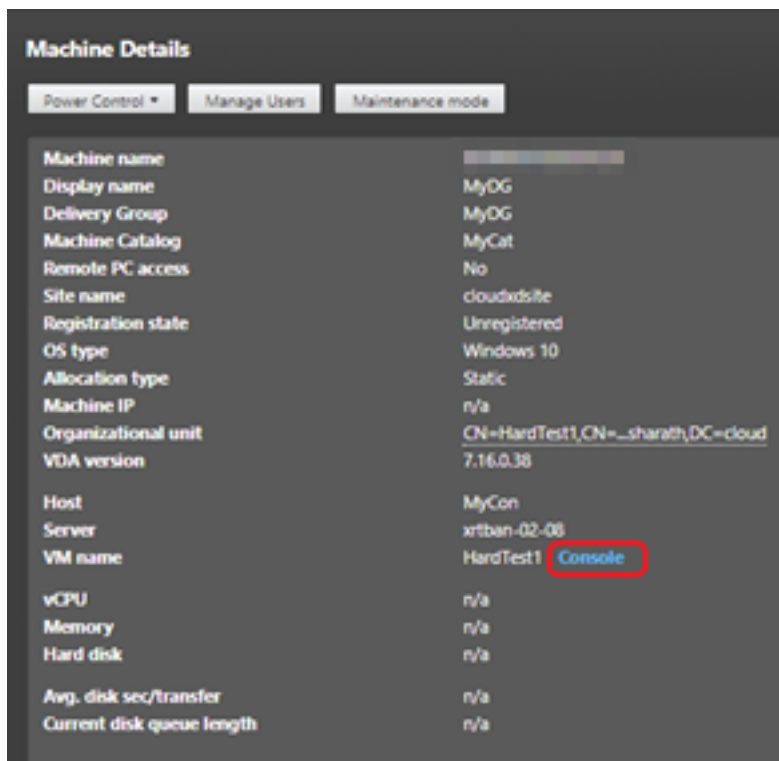 Machine Details
Power Control Manage Users Maintenance mode
Machine name
Display name MyDG
Delivery Group MyDG
Machine Catalog MyCat
Remote PC access No
Site name cloudxdsite
Registration state Unregistered
OS type Windows 10
Allocation type Static
Machine IP n/a
Organizational unit CN=HardTest1,CN=...sharath,DC=cloud
VDA version 7.16.0.38
Host MyCon
Server xrtban-02-08
VM name HardTest1 Console
vCPU n/a
Memory n/a
Hard disk n/a
Avg. disk sec/transfer n/a
Current disk queue length n/a